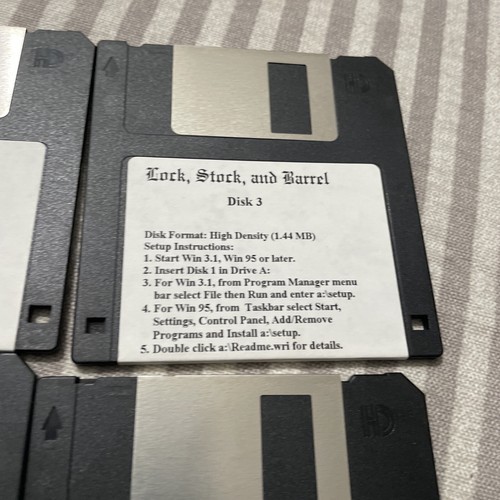 HD
HD
Lock, Stock, and Barrel
Disk 3
Disk Format: High Density (1.44 MB)
Setup Instructions:
1. Start Win 3.1, Win 95 or later.
2. Insert Disk 1 in Drive A:
3. For Win 3.1, from Program Manager menu
bar select File then Run and enter a:\setup.
4. For Win 95, from Taskbar select Start,
Settings, Control Panel, Add/Remove
Programs and Install a:\setup.
5. Double click a:\Readme.wri for details.
HD